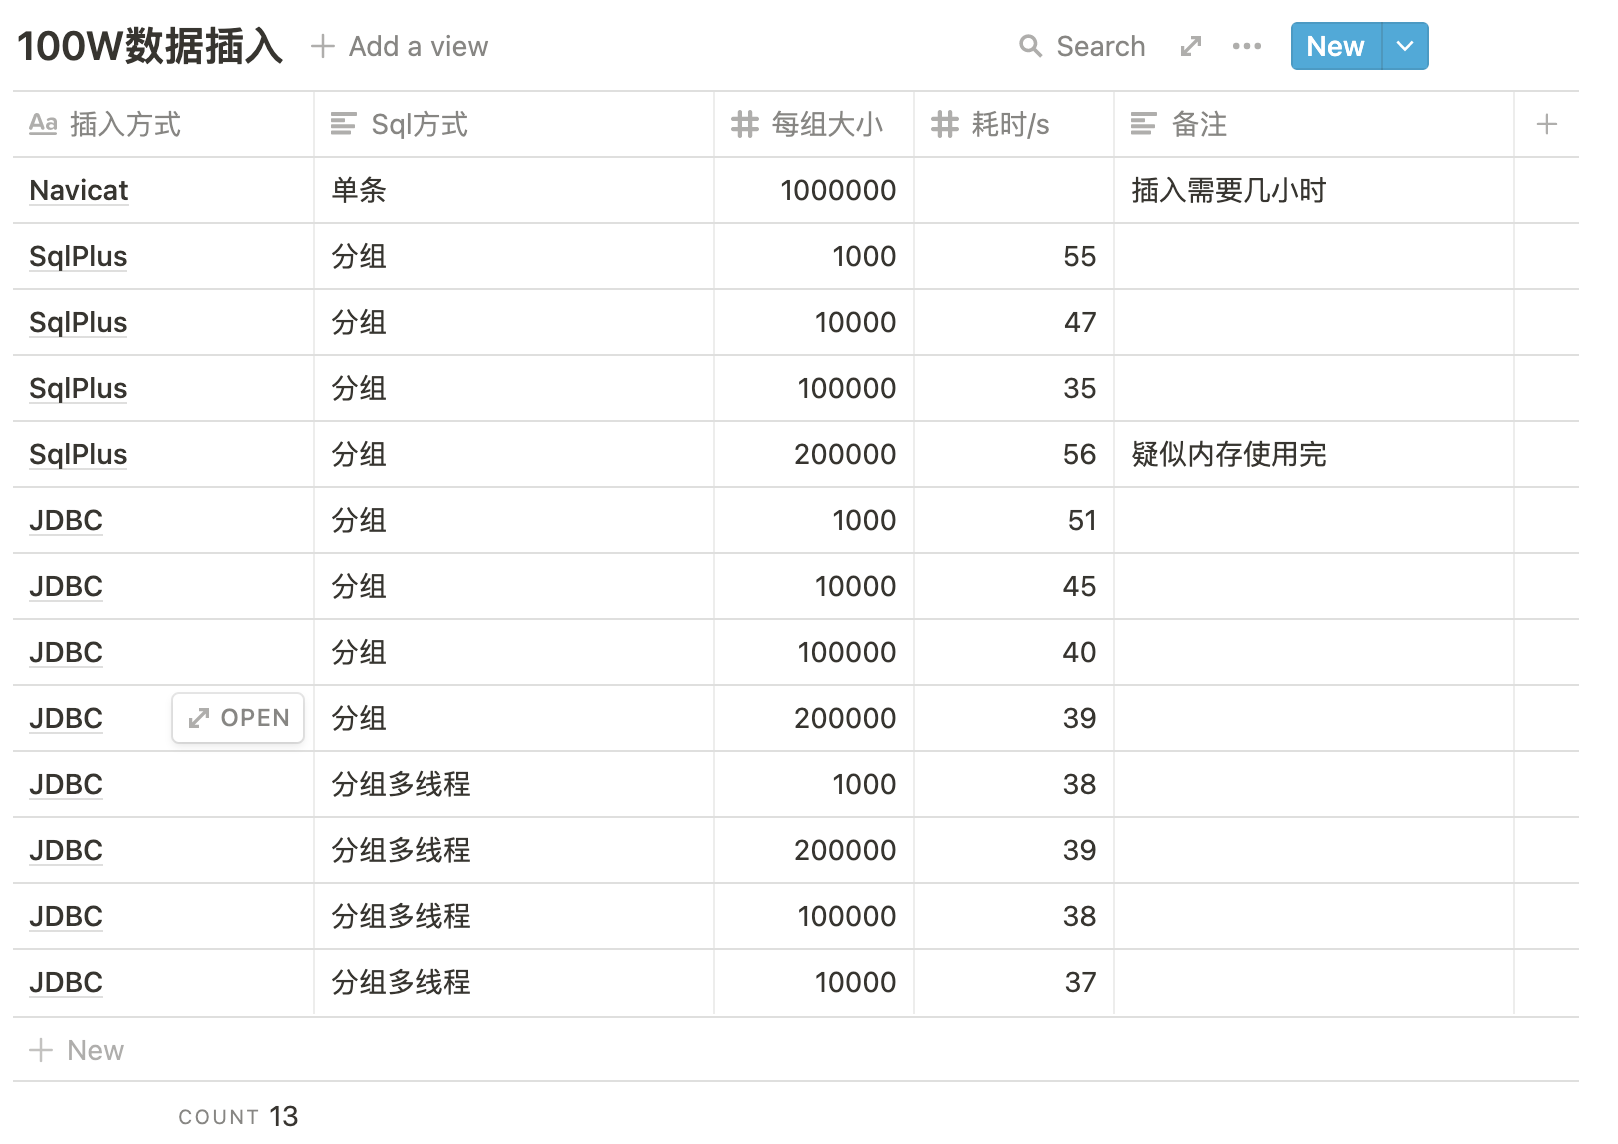 100W数据插入 + Add a view Search ••• New
Aa 插入方式 Sql方式 # 每组大小 # 耗时/s 备注 +
Navicat 单条 1000000 插入需要几小时
SqlPlus 分组 1000 55
SqlPlus 分组 10000 47
SqlPlus 分组 100000 35
SqlPlus 分组 200000 56 疑似内存使用完
JDBC 分组 1000 51
JDBC 分组 10000 45
JDBC 分组 100000 40
JDBC OPEN 分组 200000 39
JDBC 分组多线程 1000 38
JDBC 分组多线程 200000 39
JDBC 分组多线程 100000 38
JDBC 分组多线程 10000 37
+ New
COUNT 13